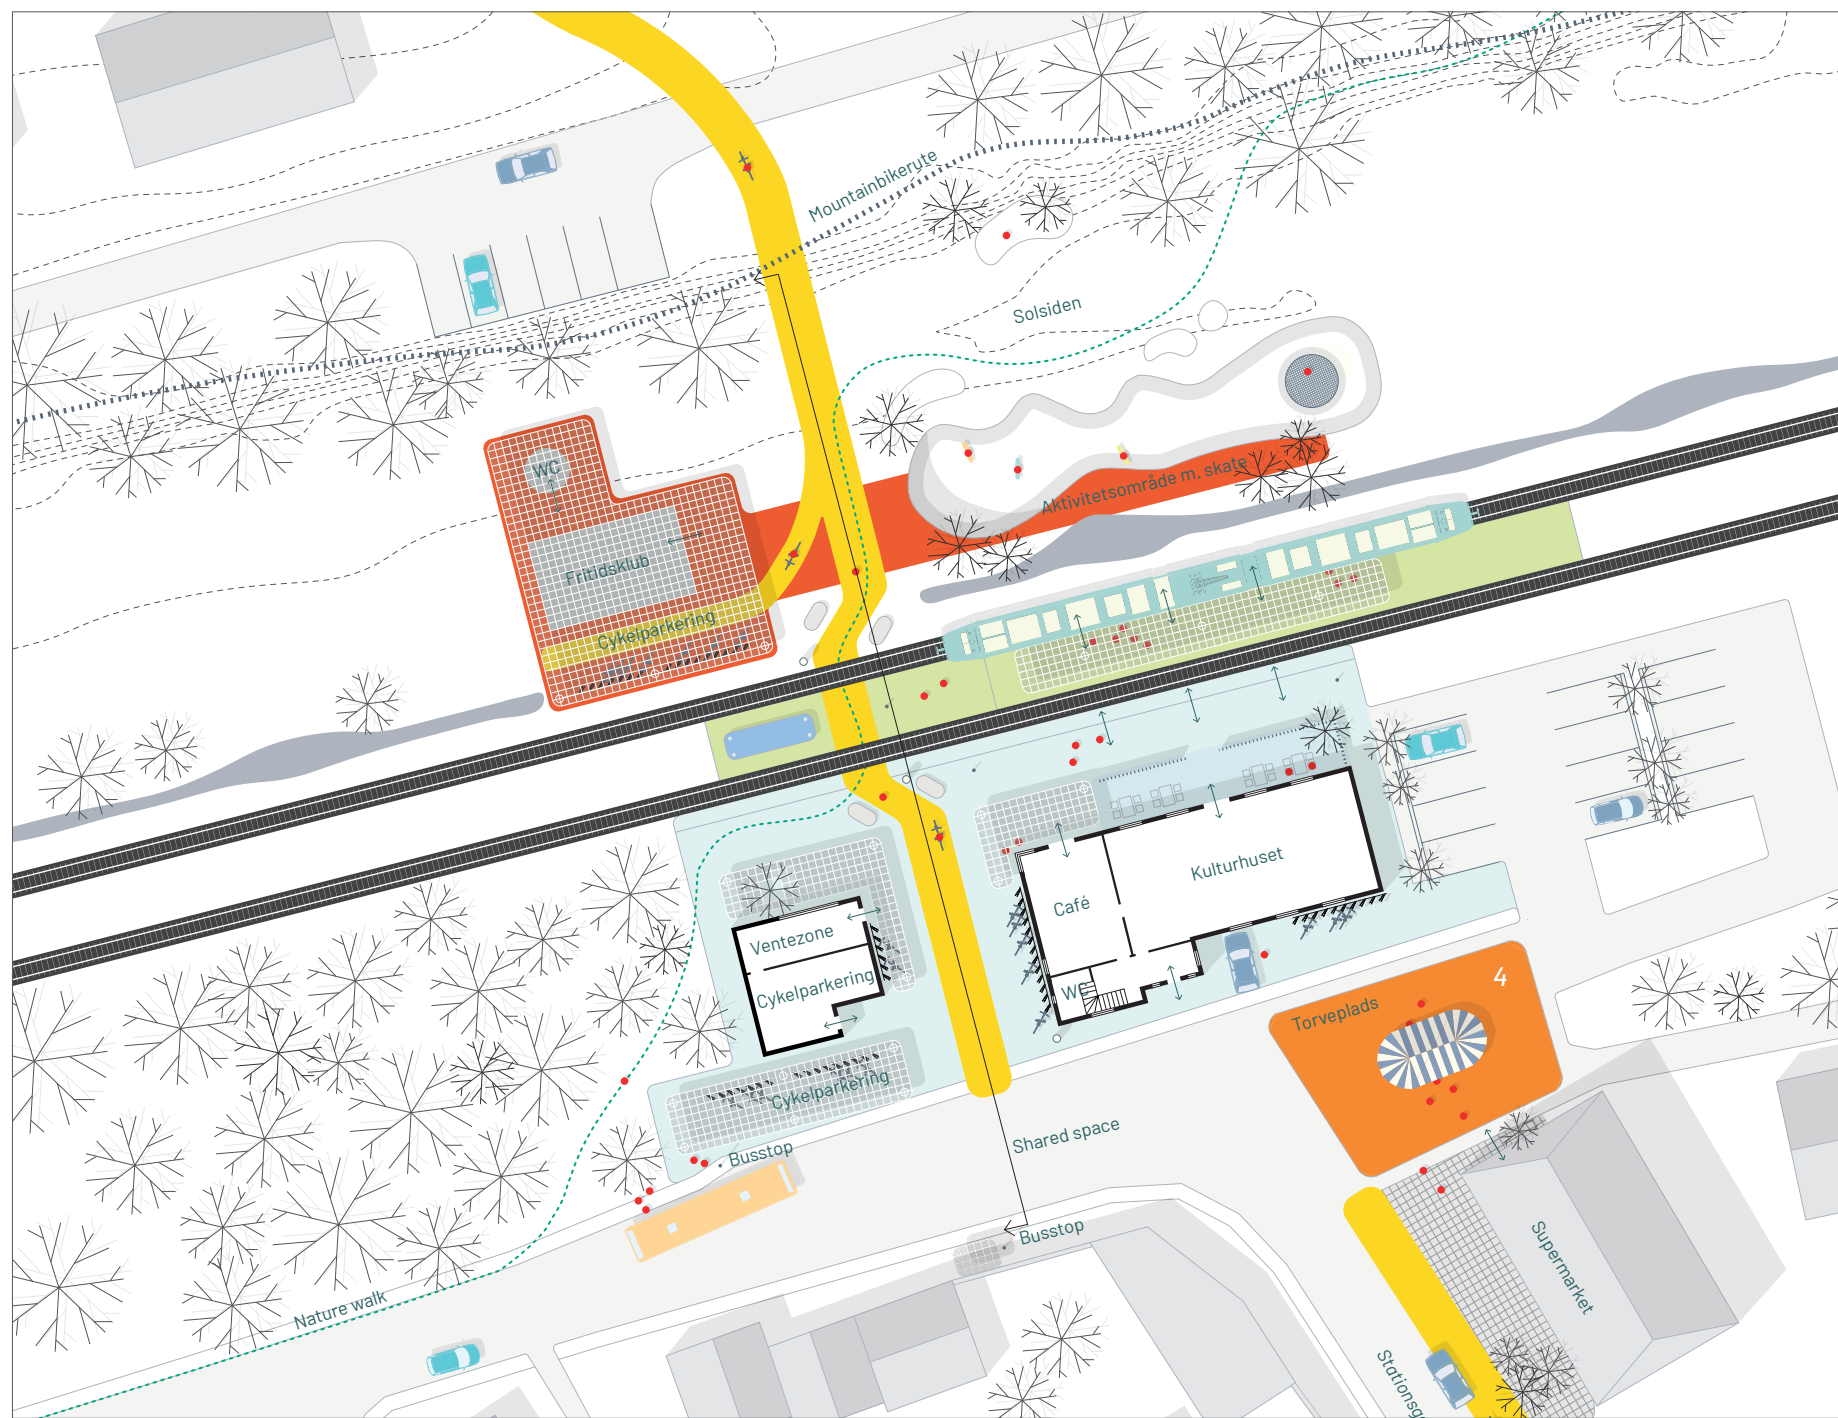 Mountainbikerute
Solsiden
WC
Aktivitetsområde m. skate
Fritidsklub
Cykelparkering
Kulturhuset
Café
Ventezone
Cykelparkering
WC
4
Torveplads
Cykelparkering
Shared space
Busstop
Busstop
Supermarket
Nature walk